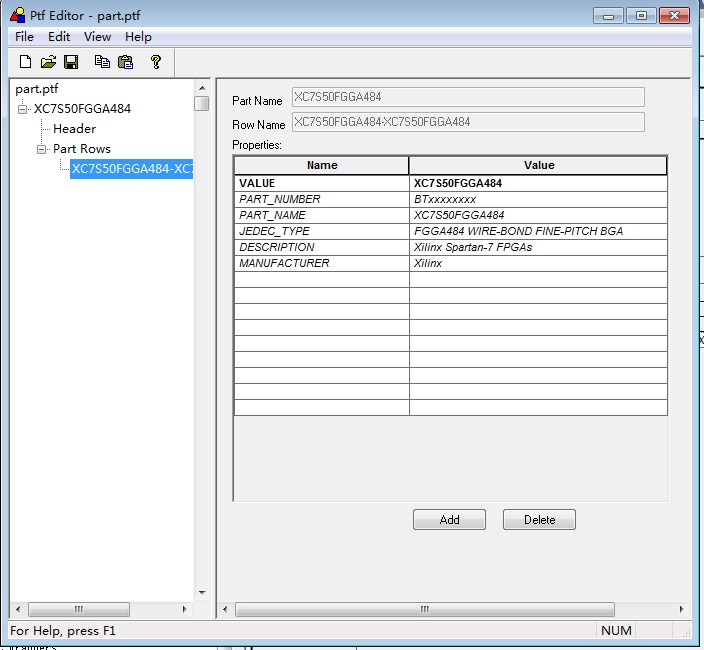 Ptf Editor - part.ptf
File Edit View Help
part.ptf
XC7S50FGGA484
Header
Part Rows
XC7S50FGGA484-XC7
Part Name XC7S50FGGA484
Row Name XC7S50FGGA484-XC7S50FGGA484
Properties:
Name Value
VALUE XC7S50FGGA484
PART_NUMBER BTxxxxxxxx
PART_NAME XC7S50FGGA484
JEDEC_TYPE FGGA484 WIRE-BOND FINE-PITCH BGA
DESCRIPTION Xilinx Spartan-7 FPGAs
MANUFACTURER Xilinx
Add Delete
For Help, press F1 NUM